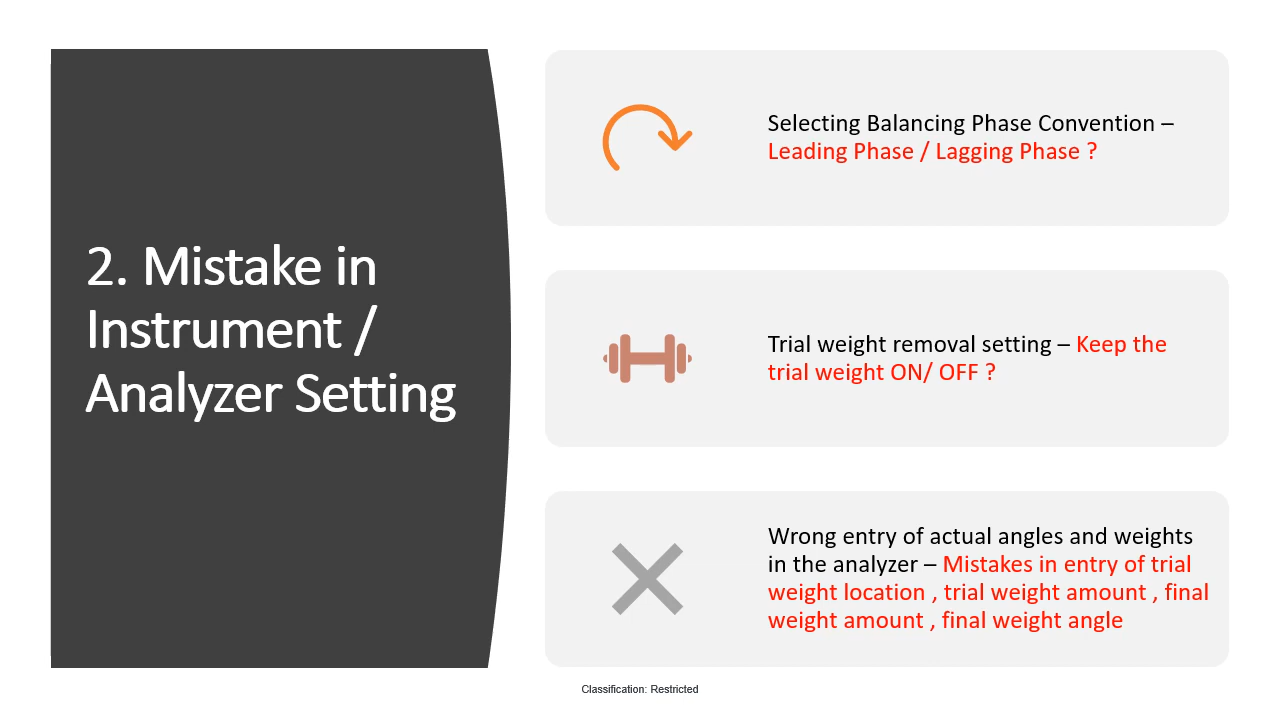 2. Mistake in
Instrument /
Analyzer Setting
Selecting Balancing Phase Convention –
Leading Phase / Lagging Phase ?
Trial weight removal setting – Keep the
trial weight ON/ OFF ?
Wrong entry of actual angles and weights
in the analyzer – Mistakes in entry of trial
weight location , trial weight amount , final
weight amount , final weight angle
Classification: Restricted